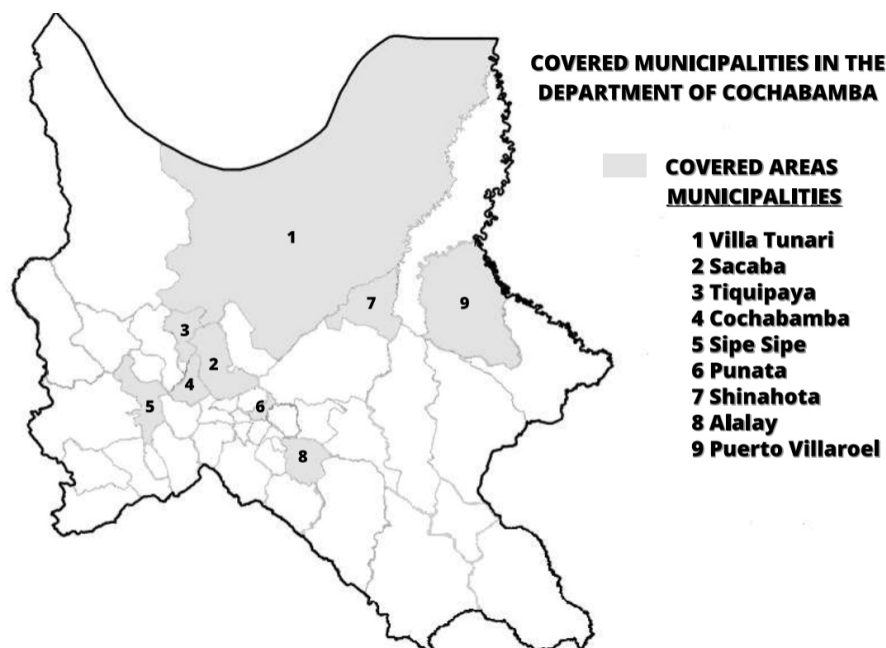 COVERED MUNICIPALITIES IN THE
DEPARTMENT OF COCHABAMBA
COVERED AREAS
MUNICIPALITIES
1 Villa Tunari
2 Sacaba
3 Tiquipaya
4 Cochabamba
5 Sipe Sipe
6 Punata
7 Shinahota
8 Alalay
9 Puerto Villaroel
1
7
9
3
2
4
5
6
8